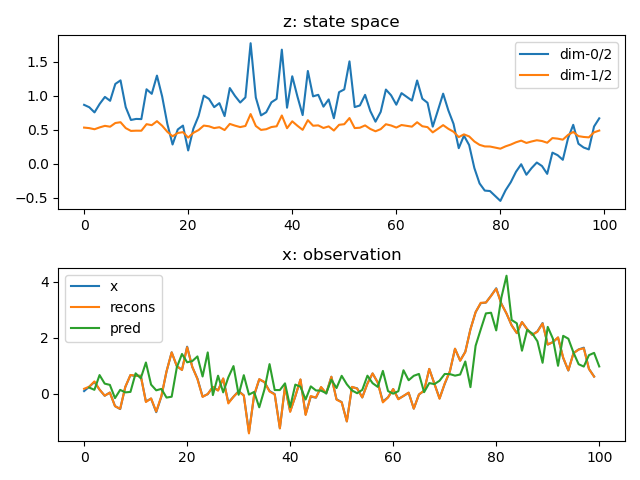 z: state space
1.5
1.0
0.5
0.0
−0.5
dim-0/2
dim-1/2
0 20 40 60 80 100
x: observation
4
2
0
x
recons
pred
0 20 40 60 80 100